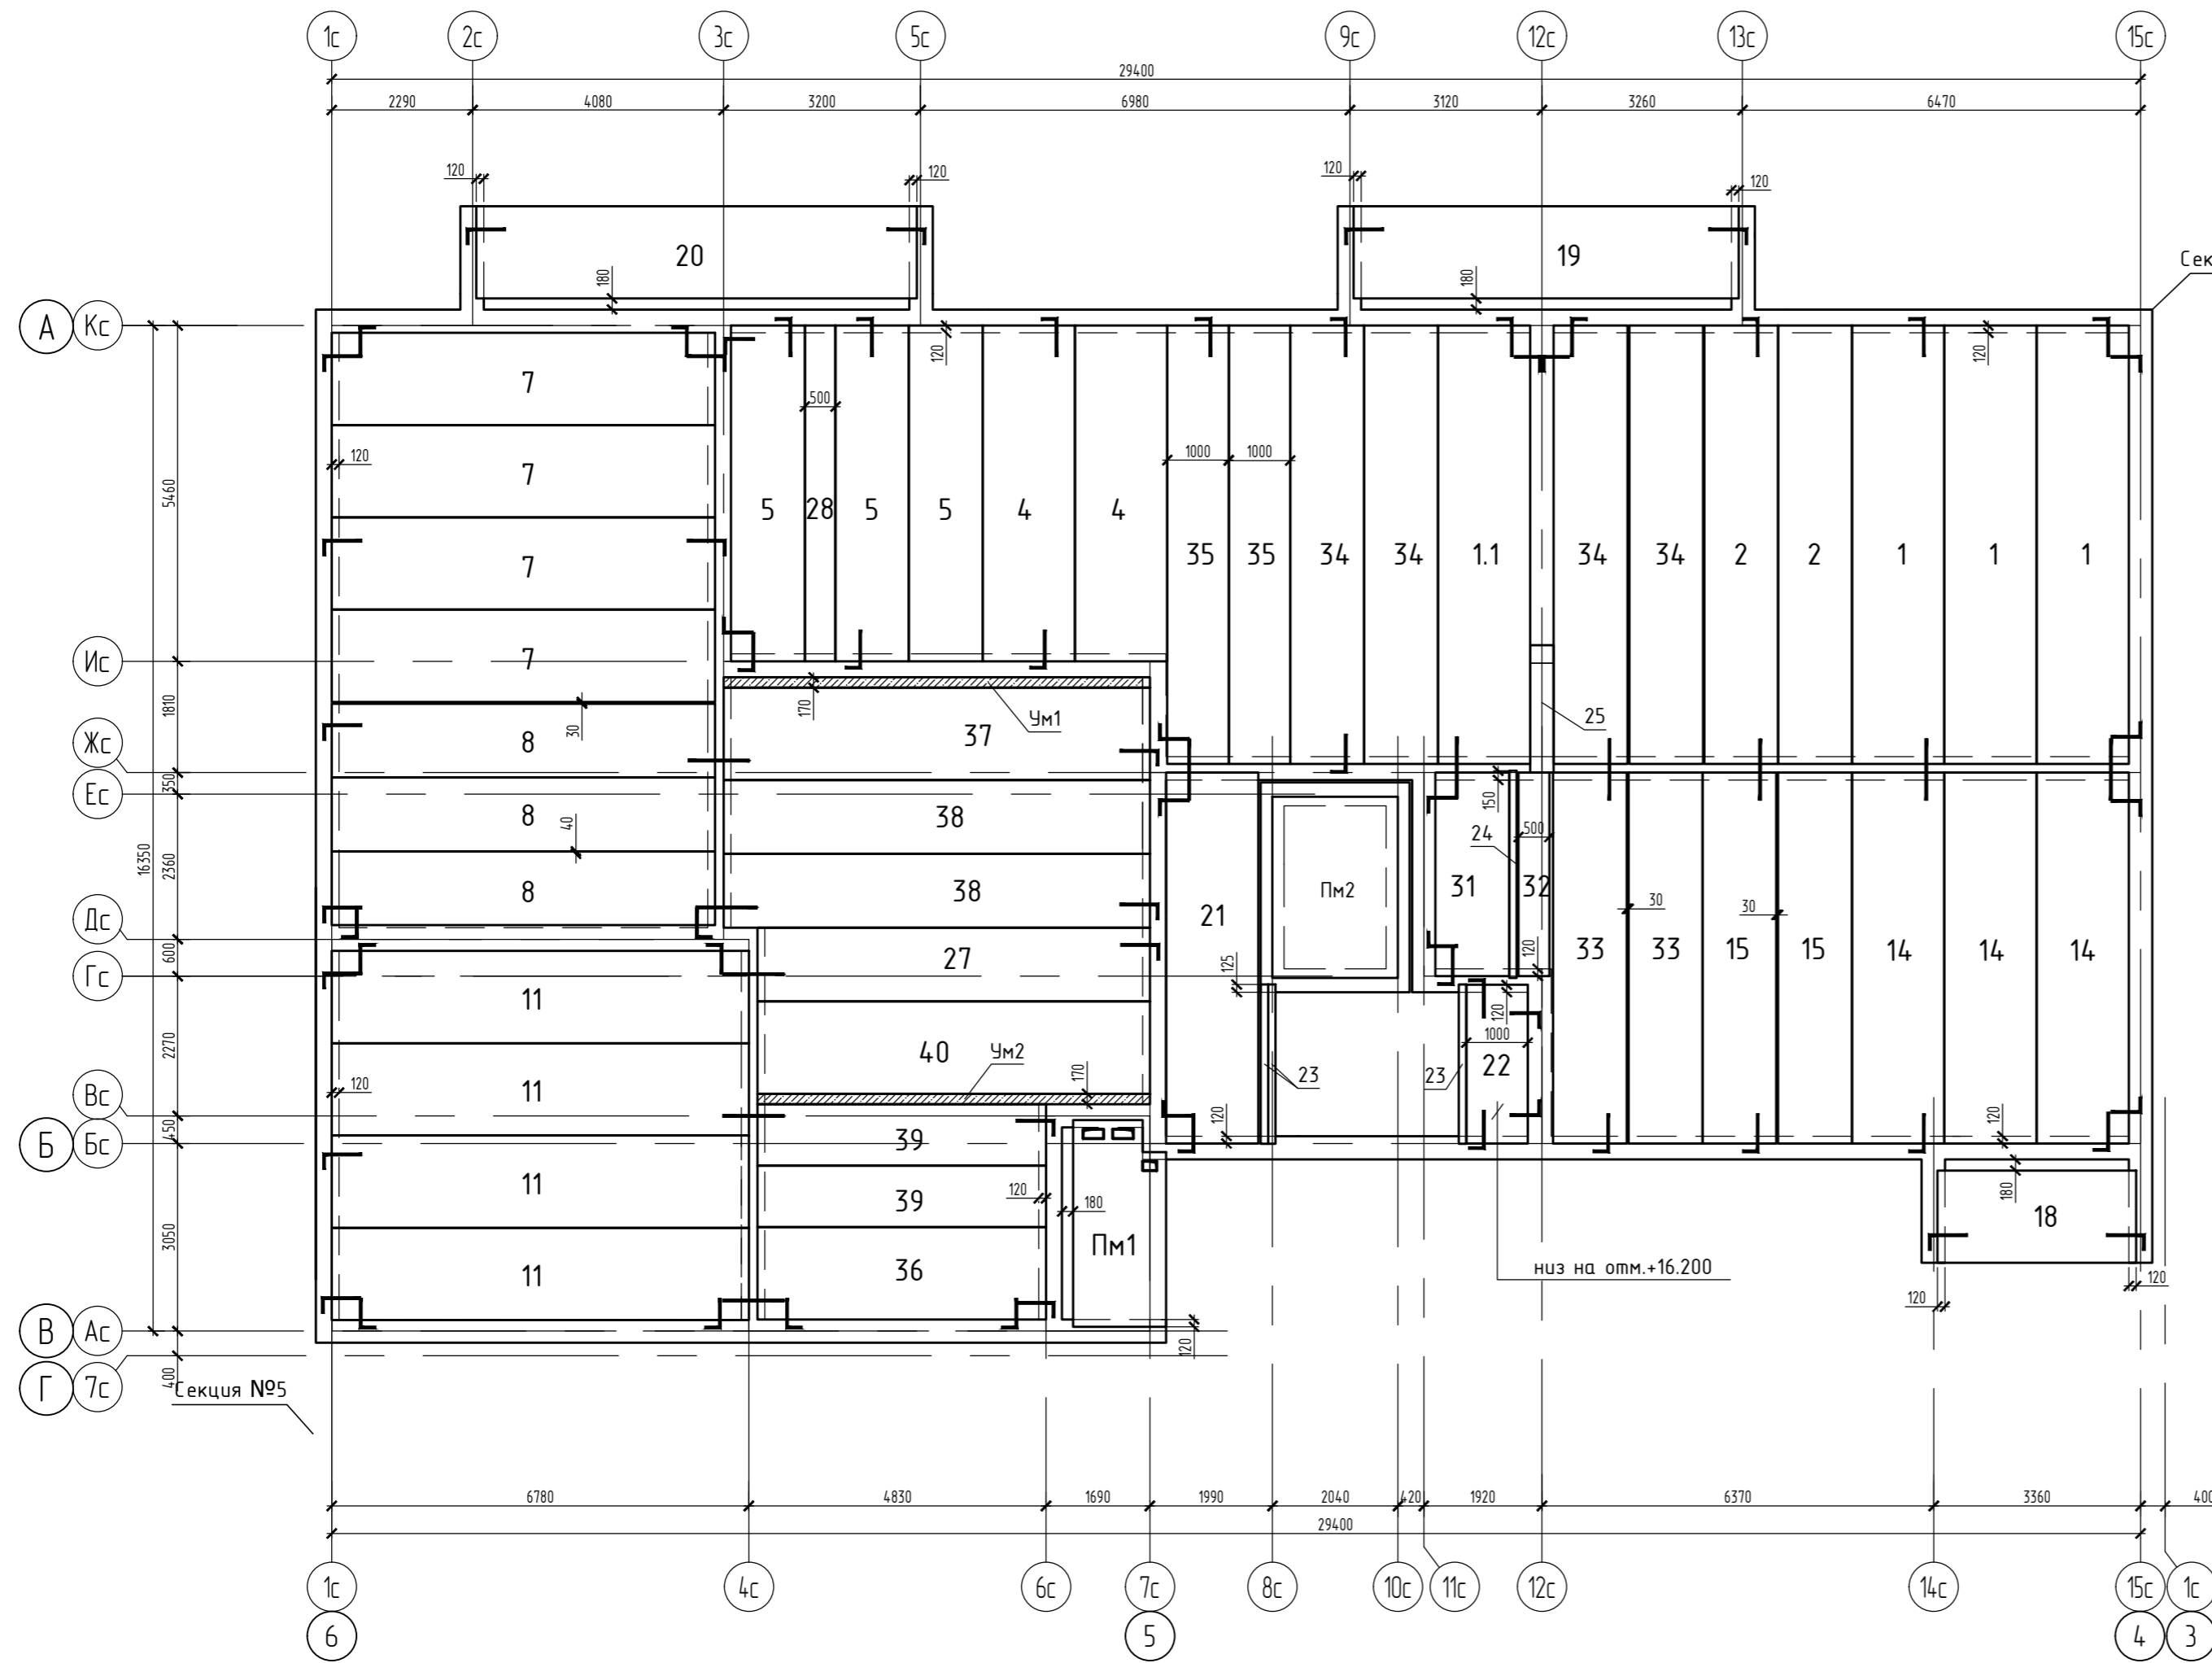 1с 2с 3с 5с 9с 12с 13с 15с
29400
2290 4080 3200 6980 3120 3260 6470
120 120 120 120
20 19
180 180
Сек
А Кс
7 120 120
500
120
7
1000 1000
5 28 5 5 4 4
35 35 34 34 1.1 34 34 2 2 1 1 1
7
5460
7
Ис
1810
170 Ум1
25
30
37
8
Жс
350
Ес
150
38
8 40
24 500
16350
2360
8 38 21 Пм2 31 32
30 30
Дс
600
27 33 33 15 15 14 14 14
125 120
Гс
11
120
1000
2270
40 Ум2
11 120 170
23 23 22
Вс
450
120 120
Б Бс
39
11
39
120 180
180
18
3050
Пм1
11 36
низ на отм.+16.200
120 120
В Ас
120
Г 7с
400
Секция №5
6780 4830 1690 1990 2040 420 1920 6370 3360 400
29400
1с 4с 6с 7с 8с 10с 11с 12с 14с 15с 1с
6 5 4 3